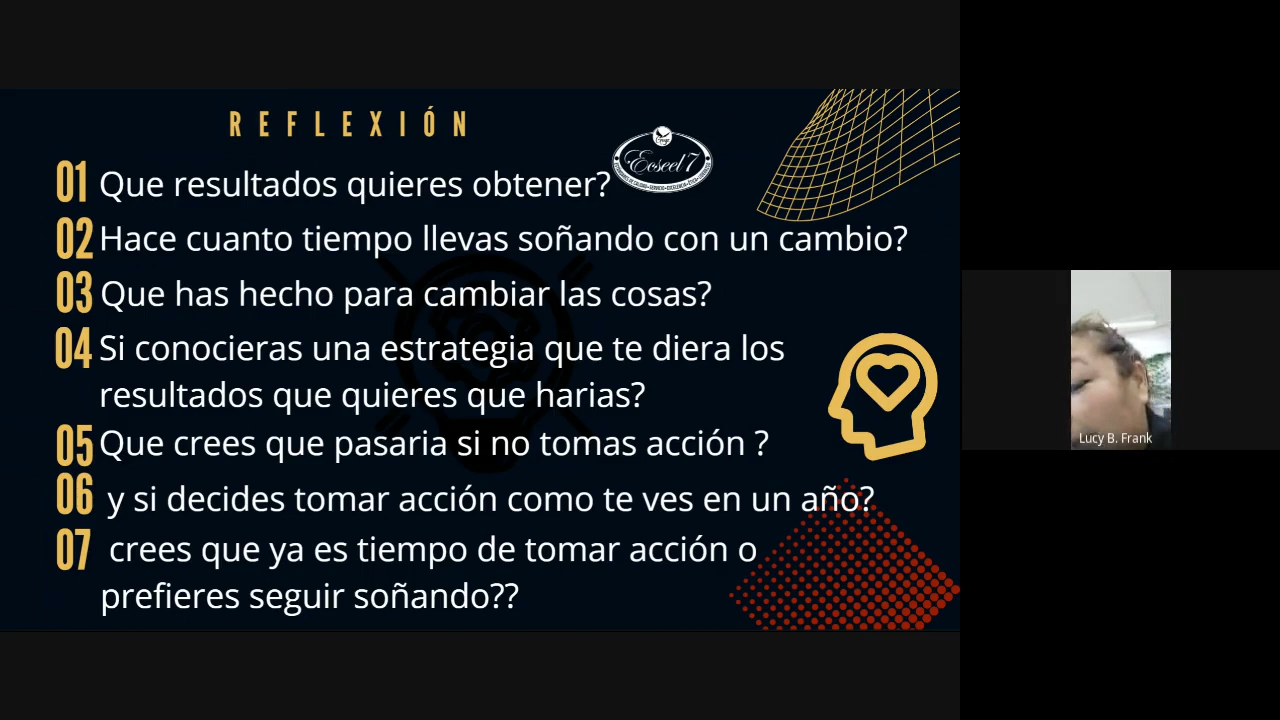 REFLEXIÓN
Ecseel7
01 Que resultados quieres obtener?
02 Hace cuanto tiempo llevas soñando con un cambio?
03 Que has hecho para cambiar las cosas?
04 Si conocieras una estrategia que te diera los
resultados que quieres que harias?
05 Que crees que pasaria si no tomas acción ?
06 y si decides tomar acción como te ves en un año?
07 crees que ya es tiempo de tomar acción o
prefieres seguir soñando??
Lucy B. Frank